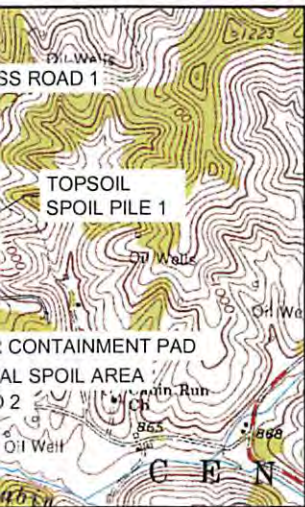 1223
Oil Wells
SS ROAD 1
TOPSOIL
SPOIL PILE 1
Oil Wells
Oil We
CONTAINMENT PAD
AL SPOIL AREA
Run
D 2
Ch
865
868
Oil Well
C E N